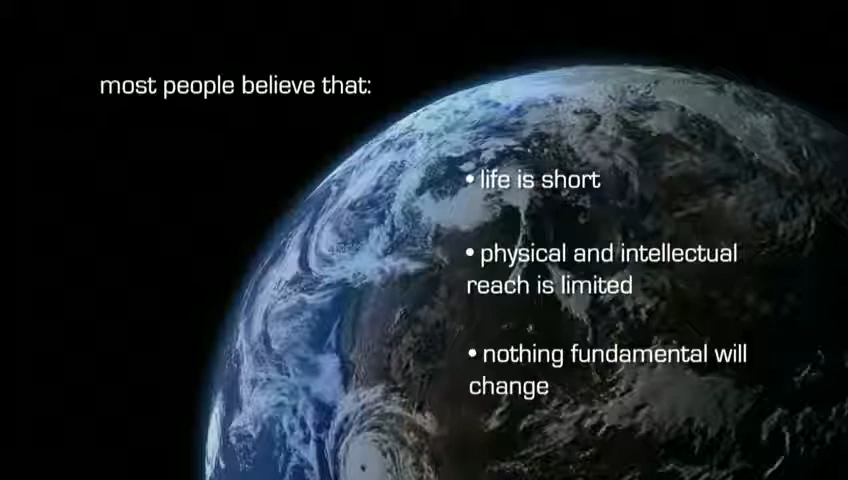 most people believe that:
• life is short
• physical and intellectual
reach is limited
• nothing fundamental will
change